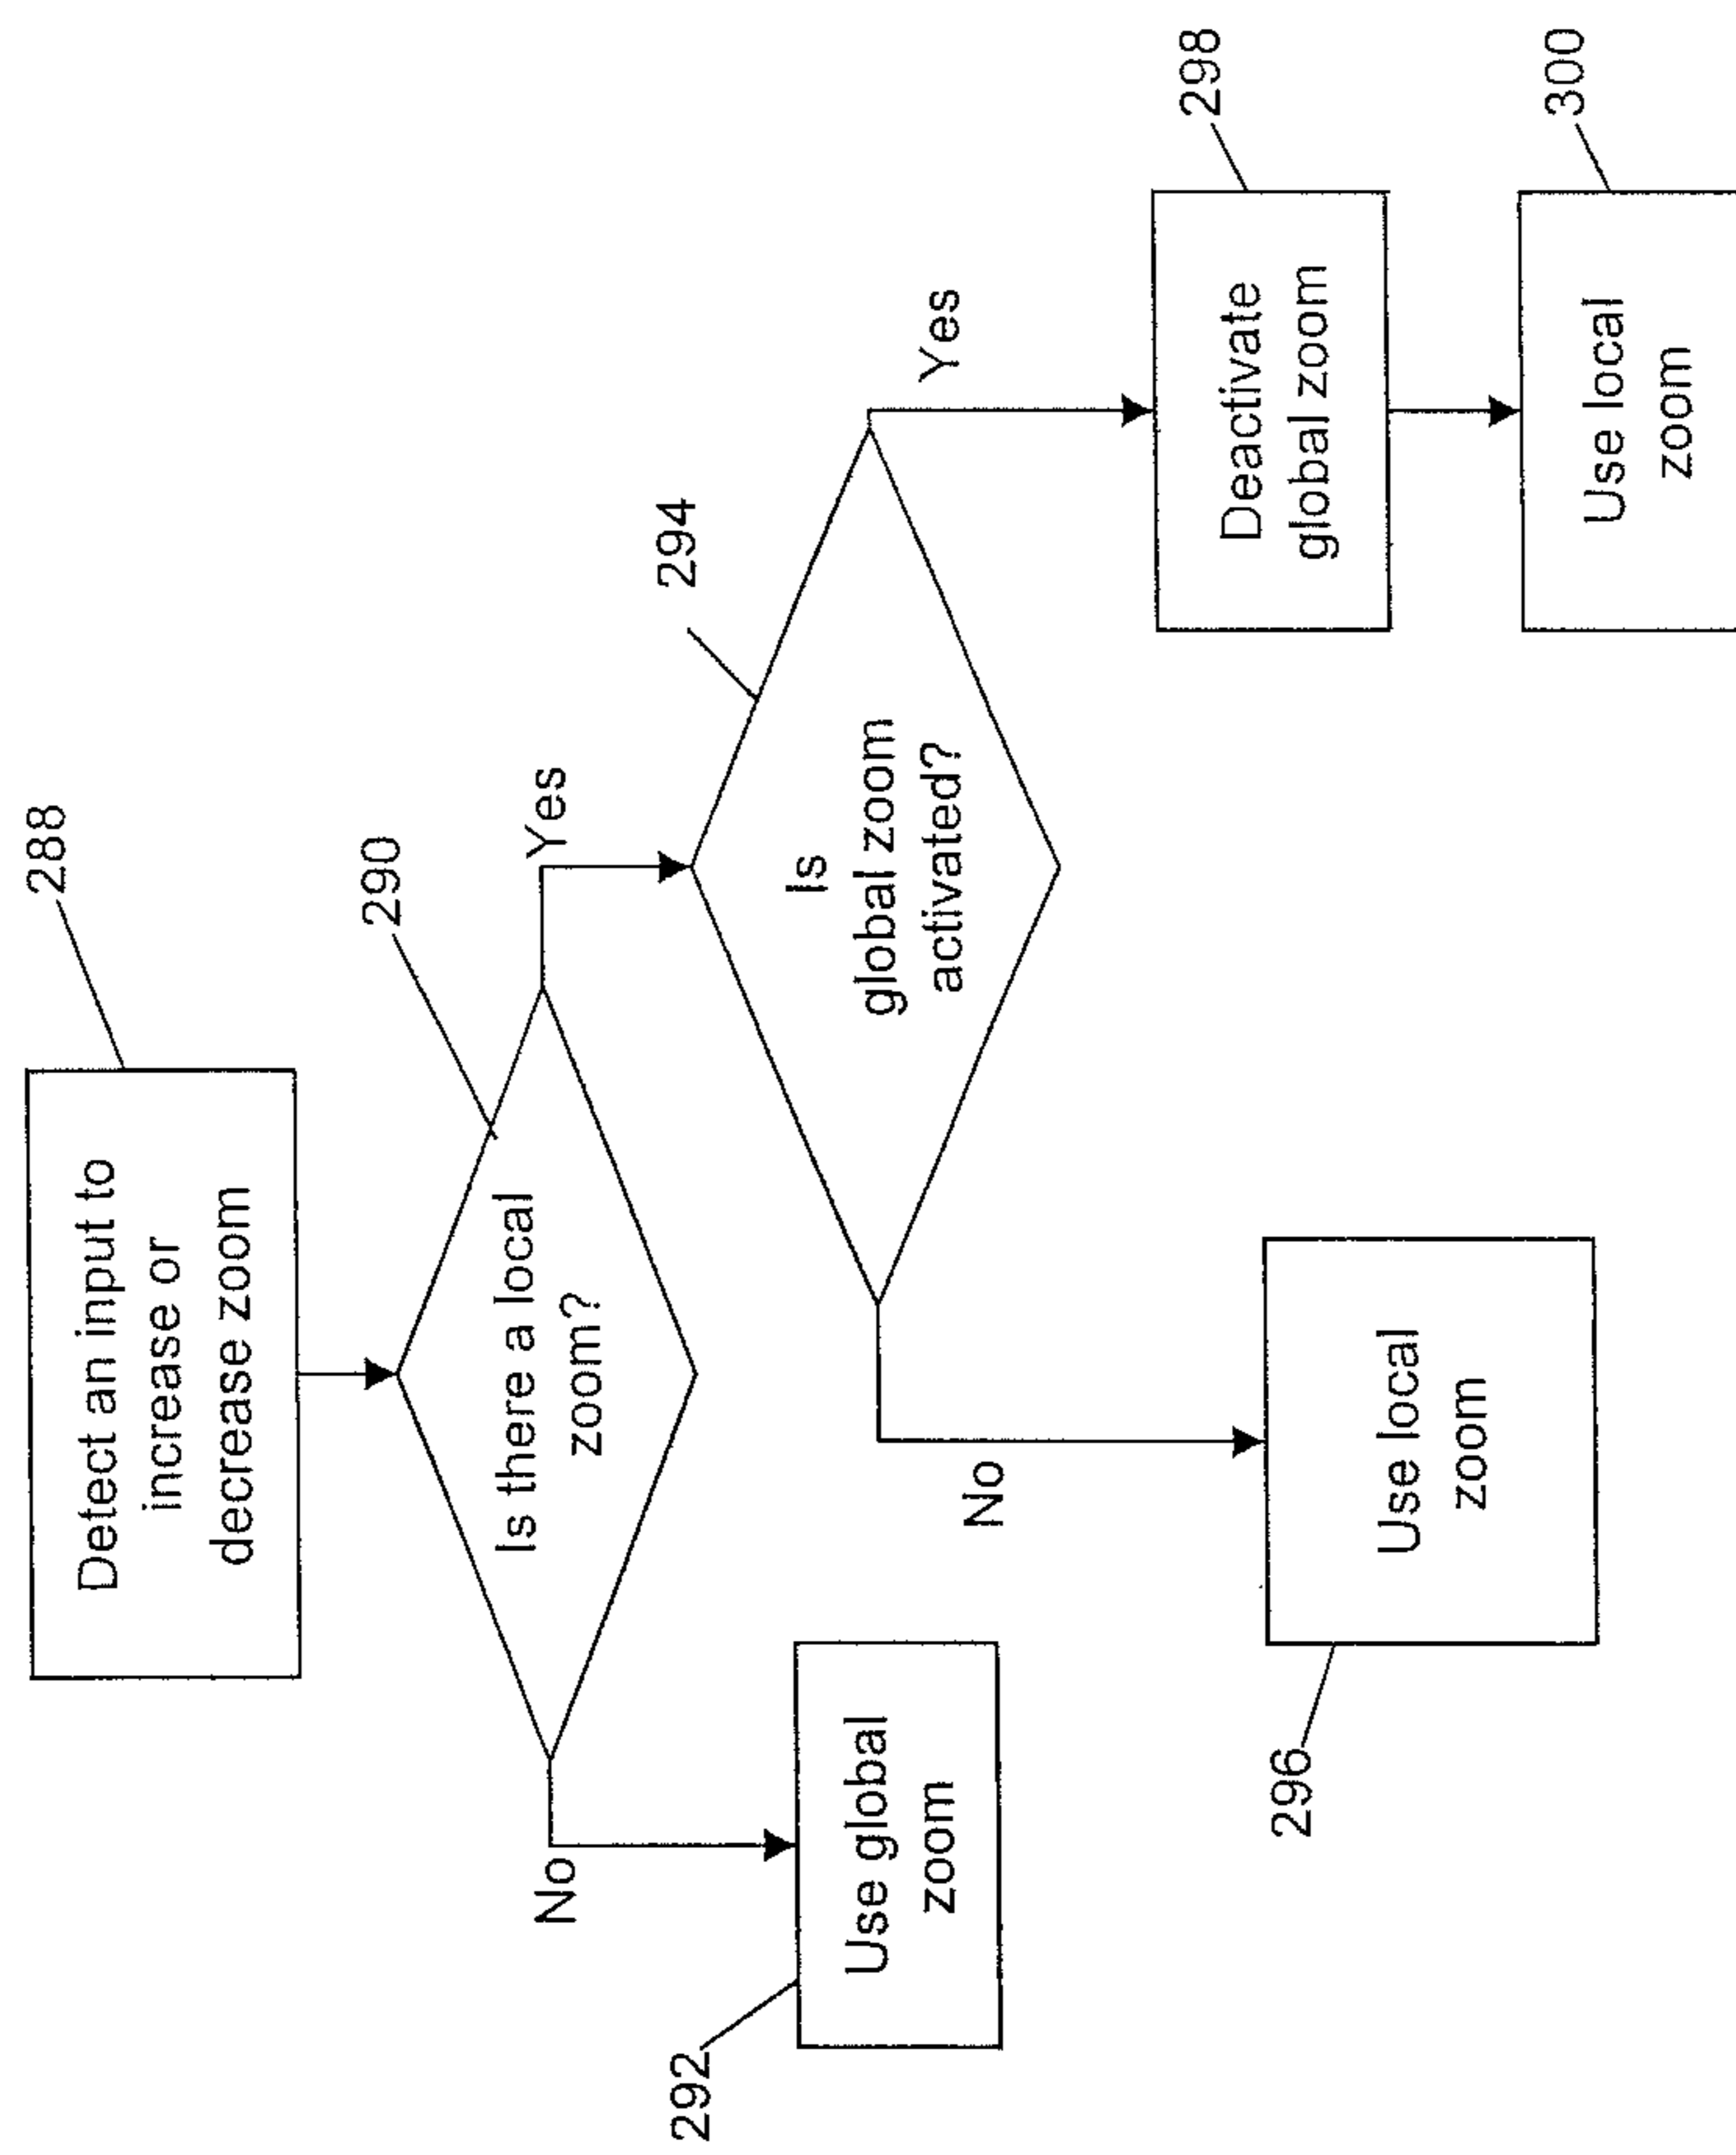 288
Detect an input to
increase or
decrease zoom
290
Is there a local
zoom?
No
Yes
292
Use global
zoom
294
Is
global zoom
activated?
No
Yes
296
Use local
zoom
298
Deactivate
global zoom
300
Use local
zoom